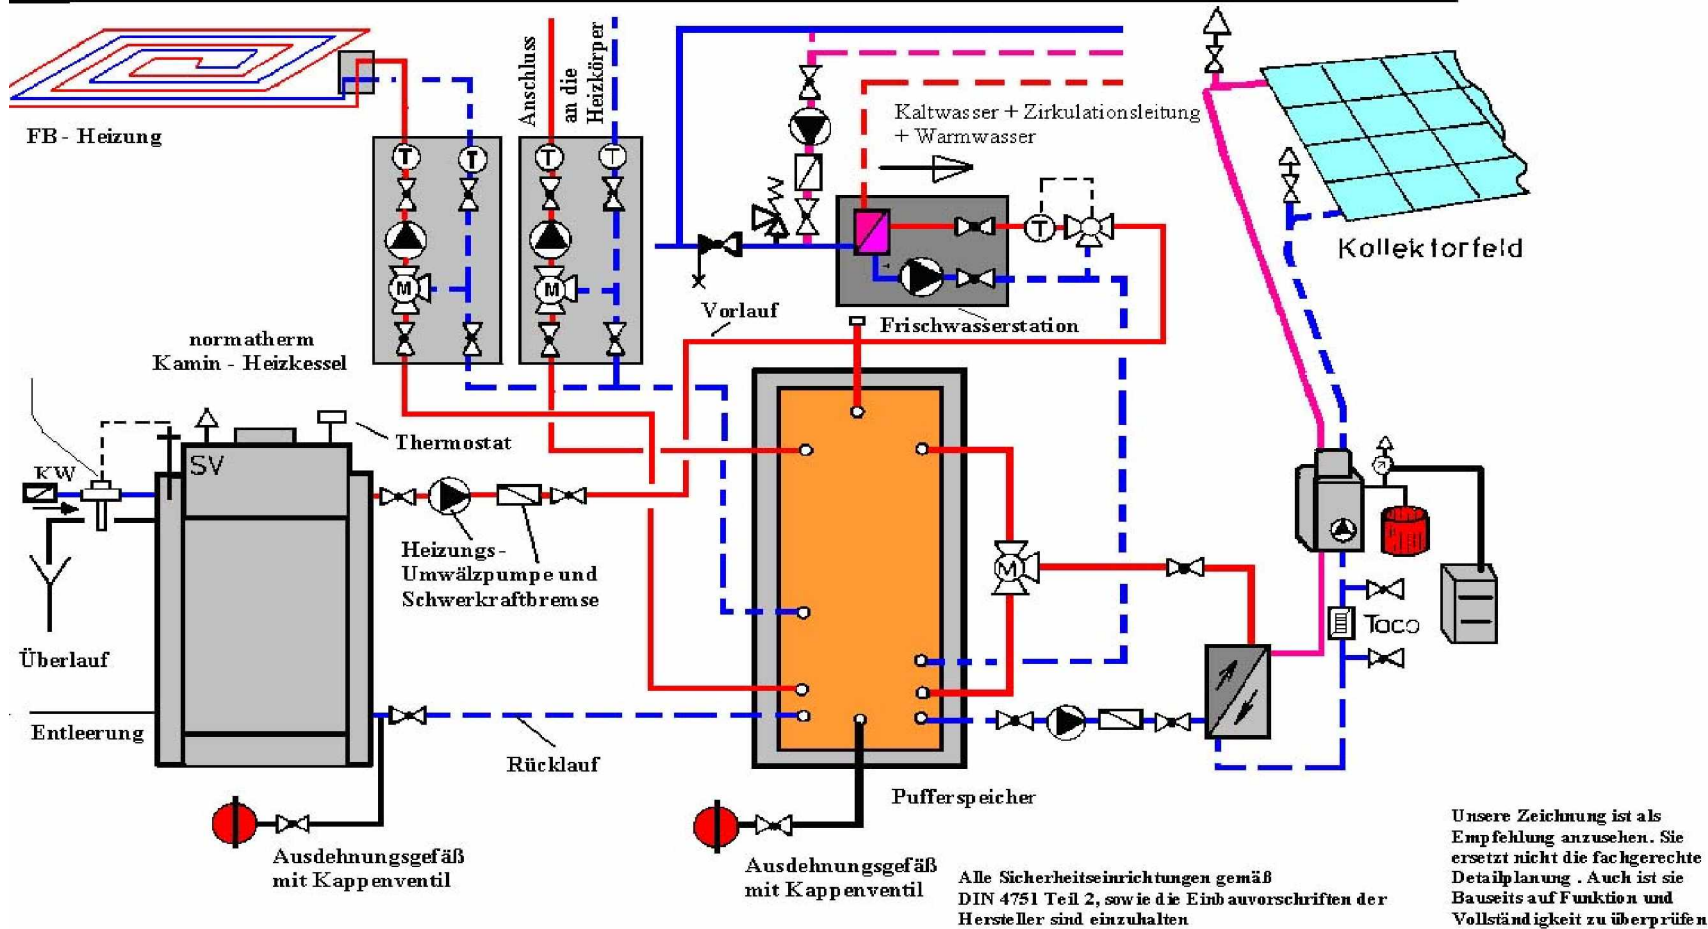 FB - Heizung
Anschluss
an die
Heizkörper
T
T
T
T
M
M
Kaltwasser + Zirkulationsleitung
+ Warmwasser
T
Vorlauf
Frischwasserstation
Kollektorfeld
normatherm
Kamin - Heizkessel
Thermostat
SV
KW
Heizungs-
Umwälzpumpe und
Schwerkraftbremse
M
Taco
Überlauf
Entleerung
Rücklauf
Pufferspeicher
Ausdehnungsgefäß
mit Kappenventil
Ausdehnungsgefäß
mit Kappenventil
Alle Sicherheitseinrichtungen gemäß
DIN 4751 Teil 2, sowie die Einbauvorschriften der
Hersteller sind einzuhalten
Unsere Zeichnung ist als
Empfehlung anzusehen. Sie
ersetzt nicht die fachgerechte
Detailplanung . Auch ist sie
Bauseits auf Funktion und
Vollständigkeit zu überprüfen